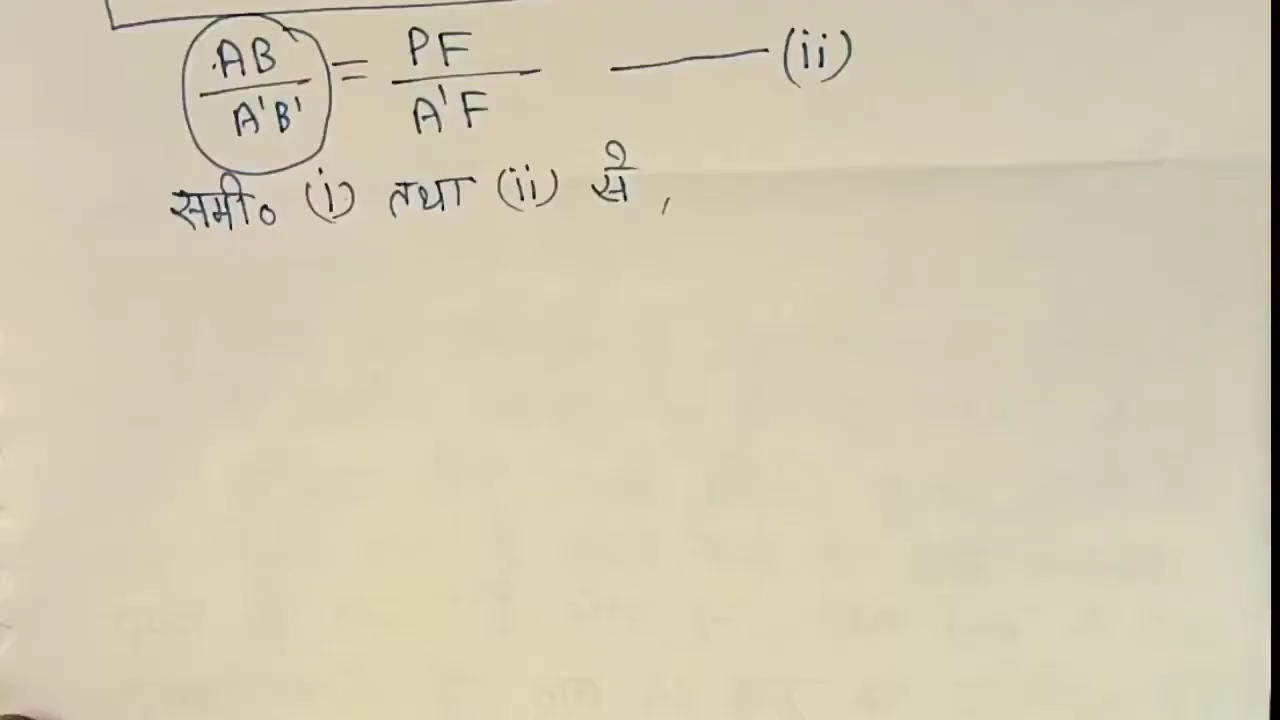 AB/A'B' = PF/A'F ——— (ii)
समी० (i) तथा (ii) से,